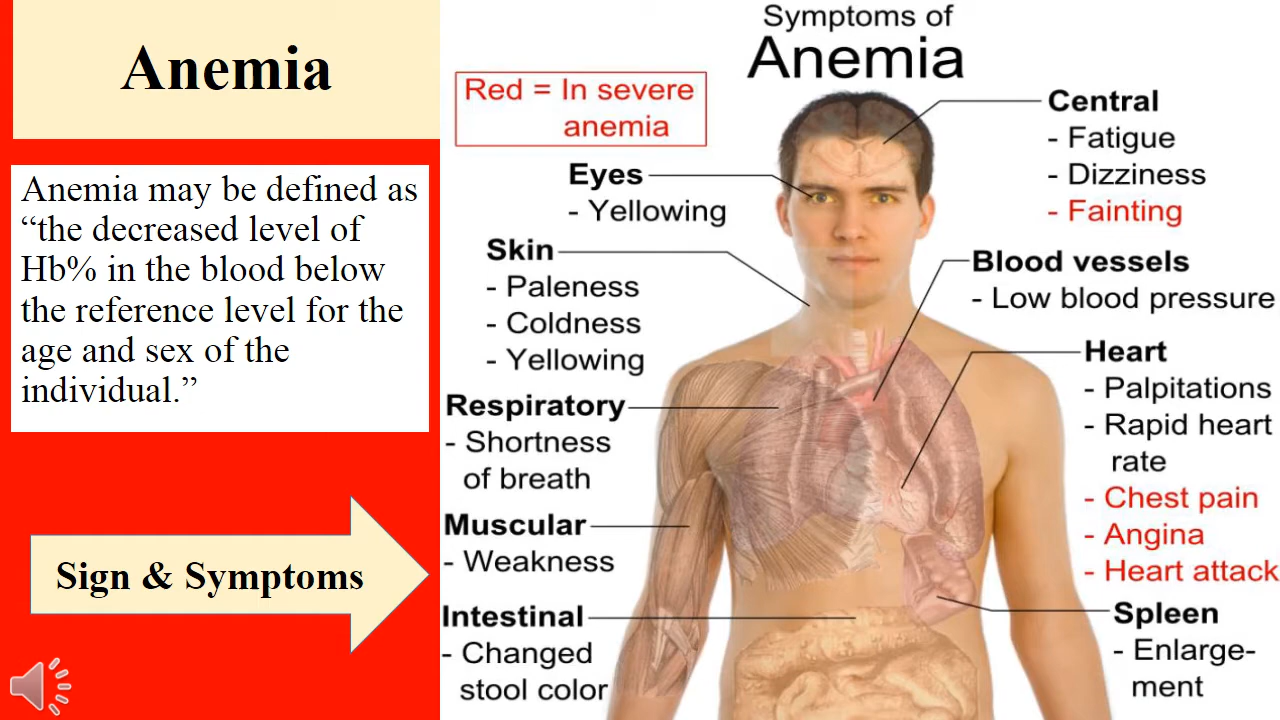 Anemia
Anemia may be defined as
“the decreased level of
Hb% in the blood below
the reference level for the
age and sex of the
individual.”
Sign & Symptoms
Symptoms of
Anemia
Red = In severe
anemia
Eyes
- Yellowing
Skin
- Paleness
- Coldness
- Yellowing
Respiratory
- Shortness
of breath
Muscular
- Weakness
Intestinal
- Changed
stool color
Central
- Fatigue
- Dizziness
- Fainting
Blood vessels
- Low blood pressure
Heart
- Palpitations
- Rapid heart
rate
- Chest pain
- Angina
- Heart attack
Spleen
- Enlarge-
ment